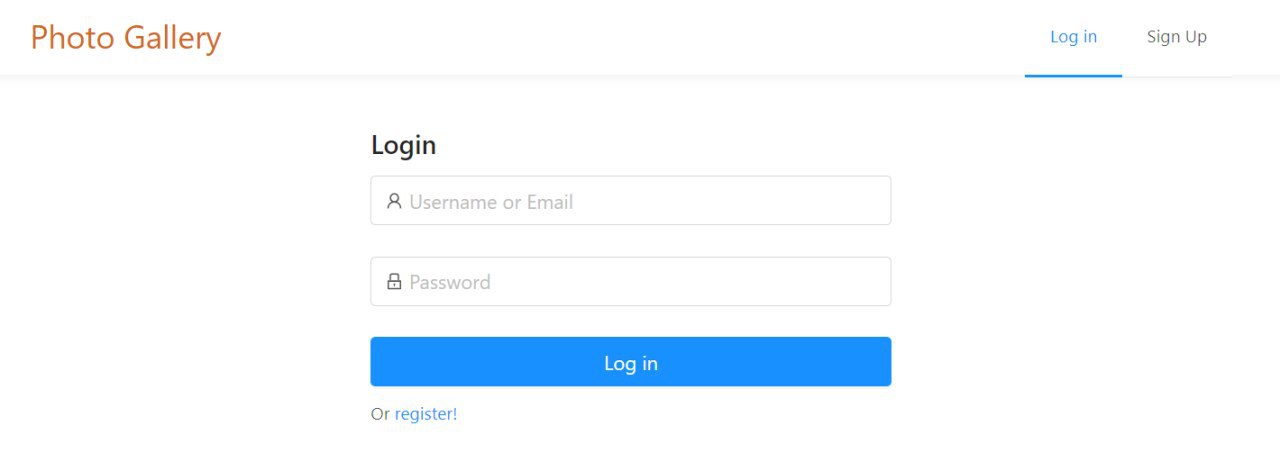 Photo Gallery
Log in
Sign Up
Login
Username or Email
Password
Log in
Or register!